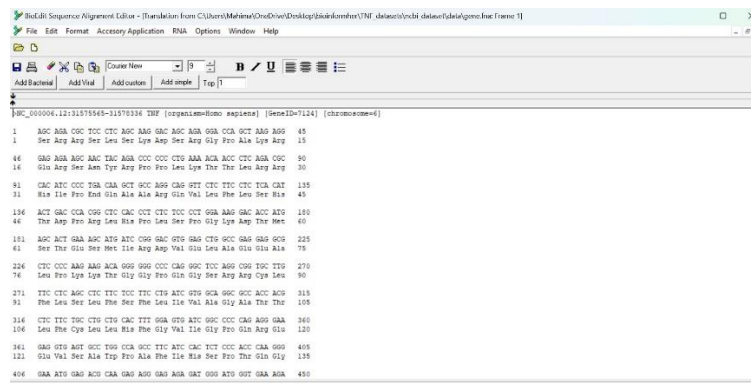 BioEdit Sequence Alignment Editor - [Translation from C:\Users\Mahima\OneDrive\Desktop\bioinformher\TNF_datasets\ncbi_dataset\data\gene.fnc Frame 1]
File Edit Format Accesory Application RNA Options Window Help
Courier New 9 B I U
Add Bacterial Add Viral Add custom Add simple Top 1
>NC_000006.12:31575565-31578336 TNF [organism=Homo sapiens] [GeneID=7124] [chromosome=6]
1 AGC AGA CGC TCC CTC AGC AAG GAC AGC AGA GGA CCA GCT AAG AGG 45
1 Ser Arg Arg Ser Leu Ser Lys Asp Ser Arg Gly Pro Ala Lys Arg 15
46 GAG AGA AGC AAC TAC AGA CCC CCC CTG AAA ACA ACC CTC AGA CGC 90
16 Glu Arg Ser Asn Tyr Arg Pro Pro Leu Lys Thr Thr Leu Arg Arg 30
91 CAC ATC CCC TGA CAA GCT GCC AGG CAG GTT CTC TTC CTC TCA CAT 135
31 His Ile Pro End Gln Ala Ala Arg Gln Val Leu Phe Leu Ser His 45
136 ACT GAC CCA CGG CTC CAC CCT CTC TCC CCT GGA AAG GAC ACC ATG 180
46 Thr Asp Pro Arg Leu His Pro Leu Ser Pro Gly Lys Asp Thr Met 60
181 AGC ACT GAA AGC ATG ATC CGG GAC GTG GAG CTG GCC GAG GAG GCG 225
61 Ser Thr Glu Ser Met Ile Arg Asp Val Glu Leu Ala Glu Glu Ala 75
226 CTC CCC AAG AAG ACA GGG GGG CCC CAG GGC TCC AGG CGG TGC TTG 270
76 Leu Pro Lys Lys Thr Gly Gly Pro Gln Gly Ser Arg Arg Cys Leu 90
271 TTC CTC AGC CTC TTC TCC TTC CTG ATC GTG GCA GGC GCC ACC ACG 315
91 Phe Leu Ser Leu Phe Ser Phe Leu Ile Val Ala Gly Ala Thr Thr 105
316 CTC TTC TGC CTG CTG CAC TTT GGA GTG ATC GGC CCC CAG AGG GAA 360
106 Leu Phe Cys Leu Leu His Phe Gly Val Ile Gly Pro Gln Arg Glu 120
361 GAG GTG AGT GCC TGG CCA GCC TTC ATC CAC TCT CCC ACC CAA GGG 405
121 Glu Val Ser Ala Trp Pro Ala Phe Ile His Ser Pro Thr Gln Gly 135
406 GAA ATG GAG ACG CAA GAG AGG GAG AGA GAT GGG ATG GGT GAA AGA 450